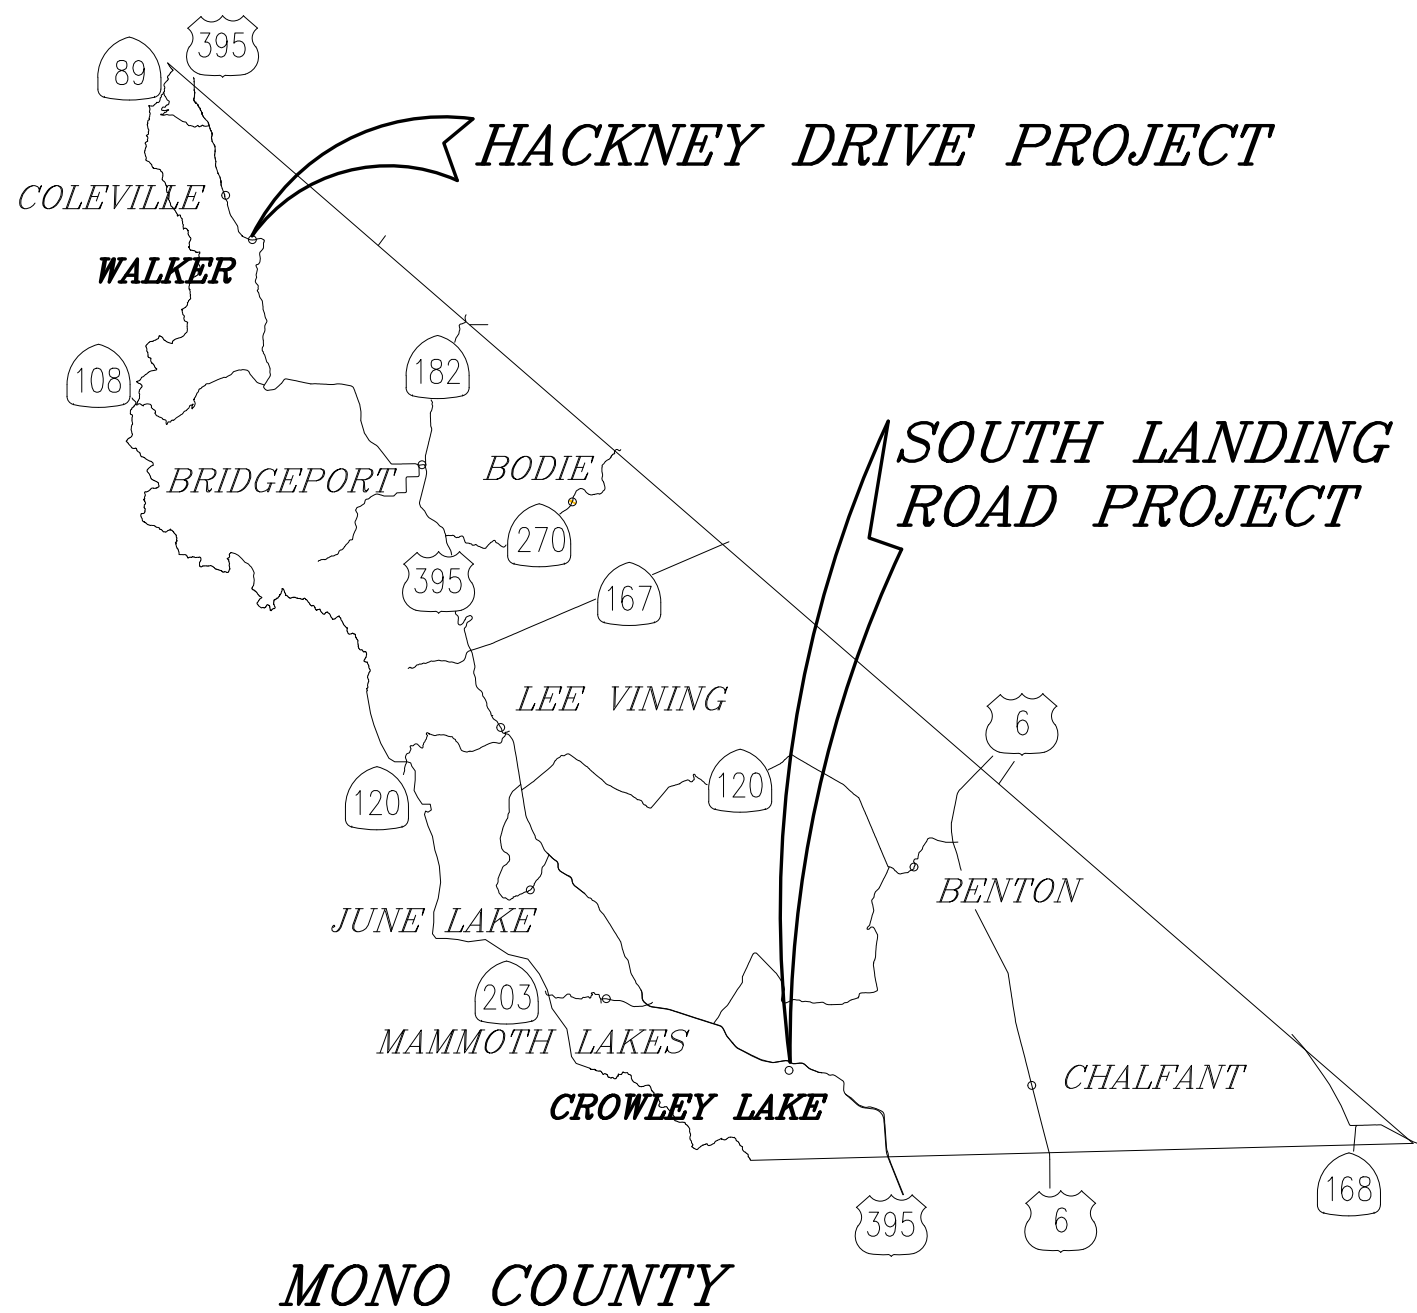 395
89
HACKNEY DRIVE PROJECT
COLEVILLE
WALKER
108
182
SOUTH LANDING
ROAD PROJECT
BRIDGEPORT
BODIE
270
395
167
LEE VINING
6
120
120
BENTON
JUNE LAKE
203
MAMMOTH LAKES
CHALFANT
CROWLEY LAKE
168
395
6
MONO COUNTY